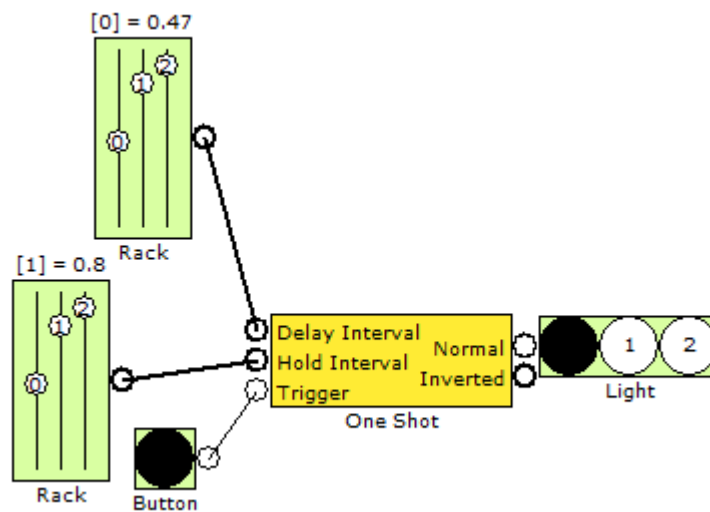 [0] = 0.47
0
1
2
Rack
[1] = 0.8
0
1
2
Rack
Delay Interval
Hold Interval
Trigger
Normal
Inverted
One Shot
1
2
Light
Button